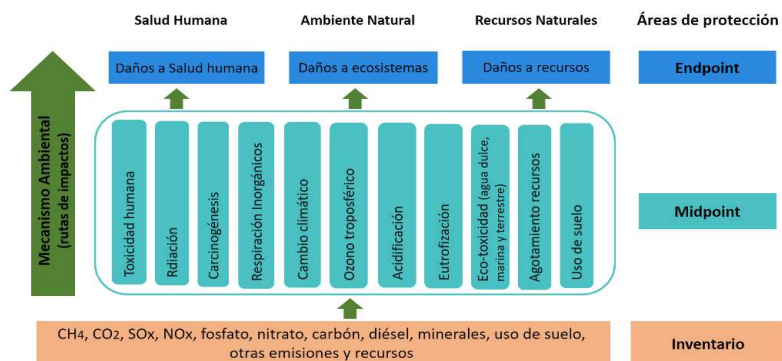 Salud Humana
Ambiente Natural
Recursos Naturales
Áreas de protección
Daños a Salud humana
Daños a ecosistemas
Daños a recursos
Endpoint
Mecanismo Ambiental
(rutas de impactos)
Toxicidad humana
Rdiación
Carcinogénesis
Respiración Inorgánicos
Cambio climático
Ozono troposférico
Acidificación
Eutrofización
Eco-toxicidad (agua dulce,
marina y terrestre)
Agotamiento recursos
Uso de suelo
Midpoint
CH4, CO2, SOx, NOx, fosfato, nitrato, carbón, diésel, minerales, uso de suelo,
otras emisiones y recursos
Inventario